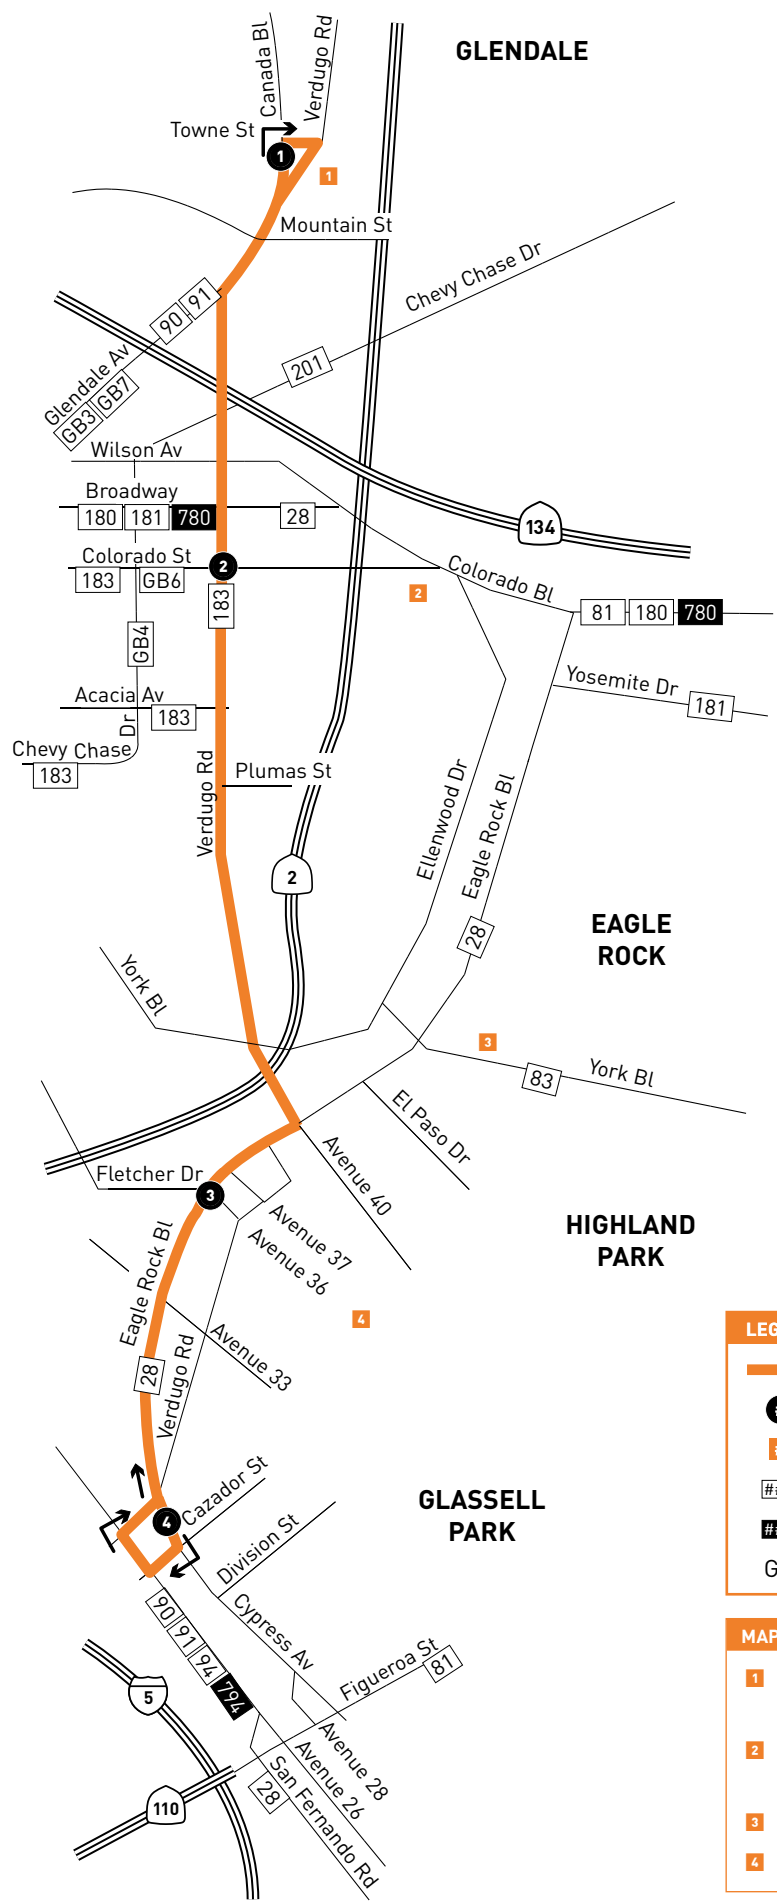 GLENDALE
Canada Bl
Verdugo Rd
Towne St
1
1
Mountain St
Chevy Chase Dr
90
91
Glendale Av
GB3
GB7
201
Wilson Av
Broadway
180
181
780
28
134
Colorado St
2
183
GB6
183
2
Colorado Bl
81
180
780
GB4
Yosemite Dr
181
Acacia Av
183
Chevy Chase Dr
183
Verdugo Rd
Plumas St
Ellenwood Dr
Eagle Rock Bl
2
28
EAGLE
ROCK
York Bl
3
83
York Bl
El Paso Dr
Avenue 40
Fletcher Dr
3
Avenue 37
Avenue 36
HIGHLAND
PARK
Eagle Rock Bl
4
Avenue 33
28
Verdugo Rd
LEG
#
#
##
##
G
Cazador St
4
GLASSELL
PARK
Division St
90
91
94
794
Cypress Av
Figueroa St
81
5
Avenue 28
Avenue 26
San Fernando Rd
28
110
MAP
1
2
3
4